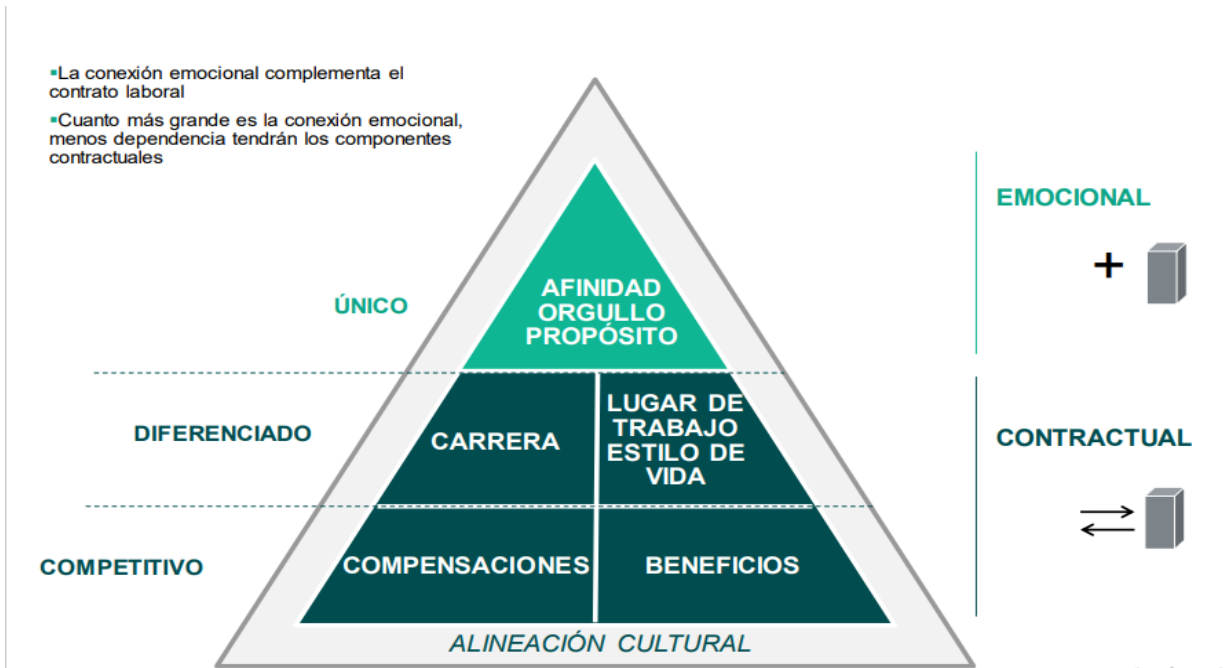 ▪La conexión emocional complementa el
contrato laboral
▪Cuanto más grande es la conexión emocional,
menos dependencia tendrán los componentes
contractuales
EMOCIONAL
+
ÚNICO
AFINIDAD
ORGULLO
PROPÓSITO
DIFERENCIADO
CARRERA
LUGAR DE
TRABAJO
ESTILO DE
VIDA
CONTRACTUAL
COMPETITIVO
COMPENSACIONES
BENEFICIOS
ALINEACIÓN CULTURAL